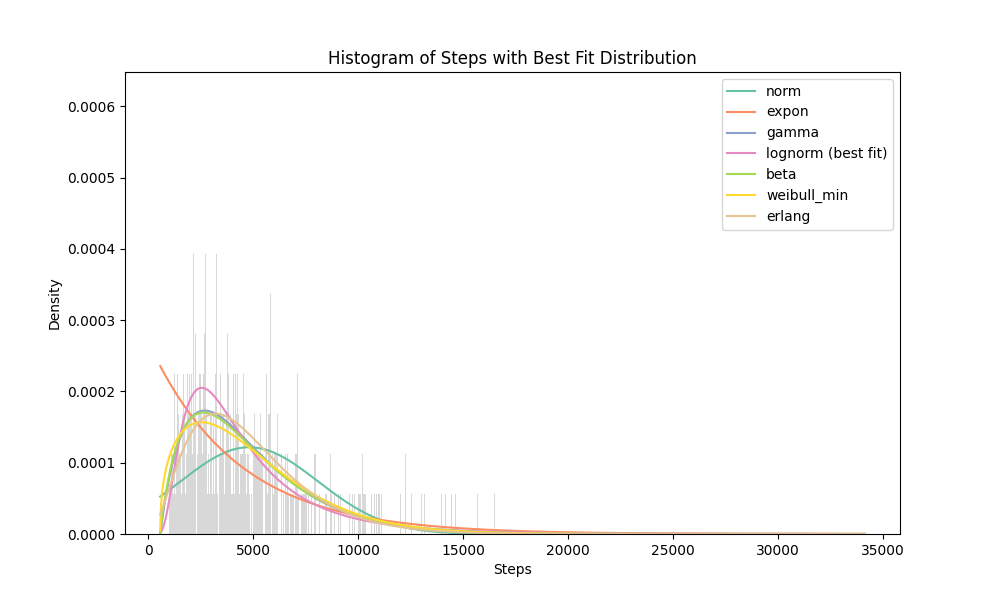 Histogram of Steps with Best Fit Distribution
norm
expon
gamma
lognorm (best fit)
beta
weibull_min
erlang
Density
0.0006
0.0005
0.0004
0.0003
0.0002
0.0001
0.0000
0 5000 10000 15000 20000 25000 30000 35000
Steps